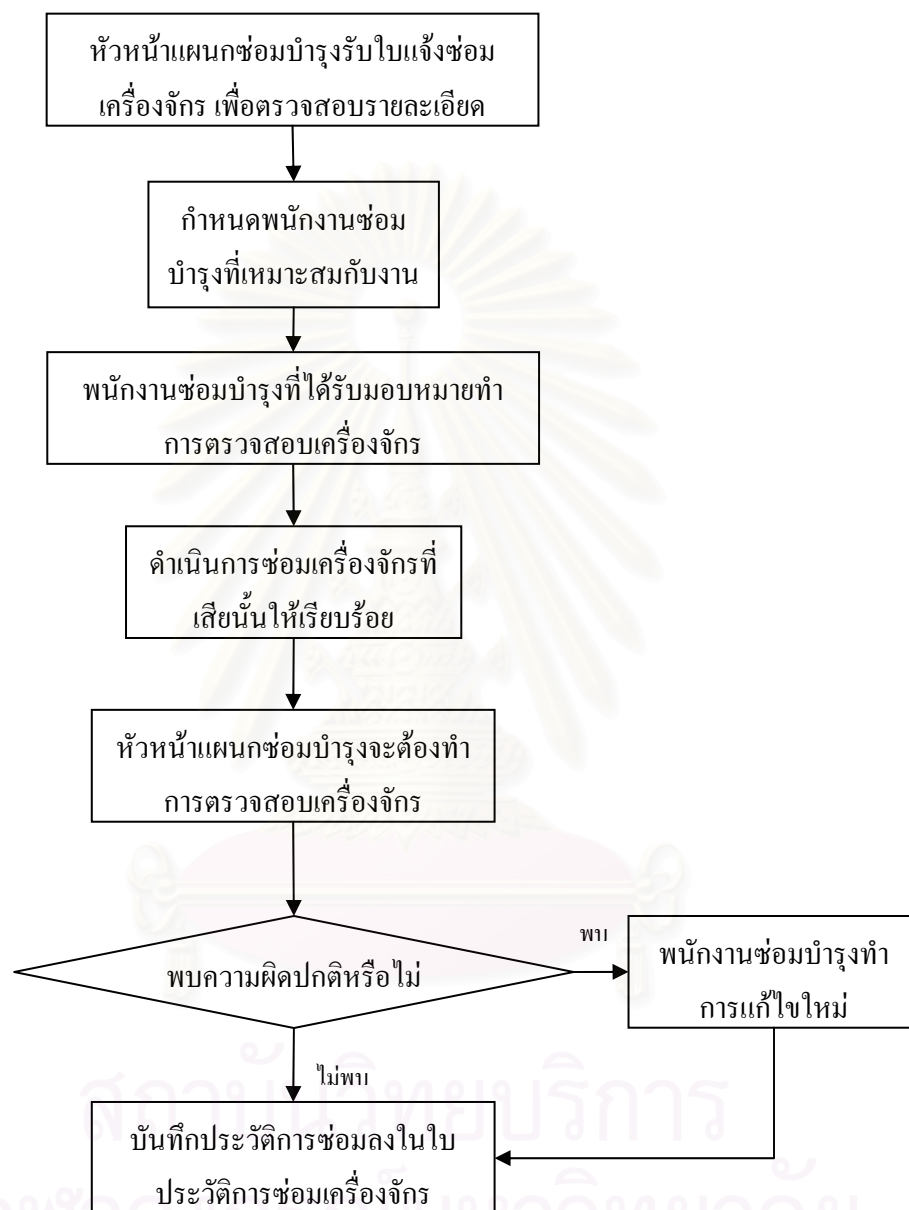 หัวหน้าแผนกซ่อมบำรุงรับใบแจ้งซ่อม
เครื่องจักร เพื่อตรวจสอบรายละเอียด
กำหนดพนักงานซ่อม
บำรุงที่เหมาะสมกับงาน
พนักงานซ่อมบำรุงที่ได้รับมอบหมายทำ
การตรวจสอบเครื่องจักร
ดำเนินการซ่อมเครื่องจักรที่
เสียนั้นให้เรียบร้อย
หัวหน้าแผนกซ่อมบำรุงจะต้องทำ
การตรวจสอบเครื่องจักร
พบความผิดปกติหรือไม่
พบ
พนักงานซ่อมบำรุงทำ
การแก้ไขใหม่
ไม่พบ
สถาบันวิทยบริการ
บันทึกประวัติการซ่อมลงในใบ
ประวัติการซ่อมเครื่องจักร